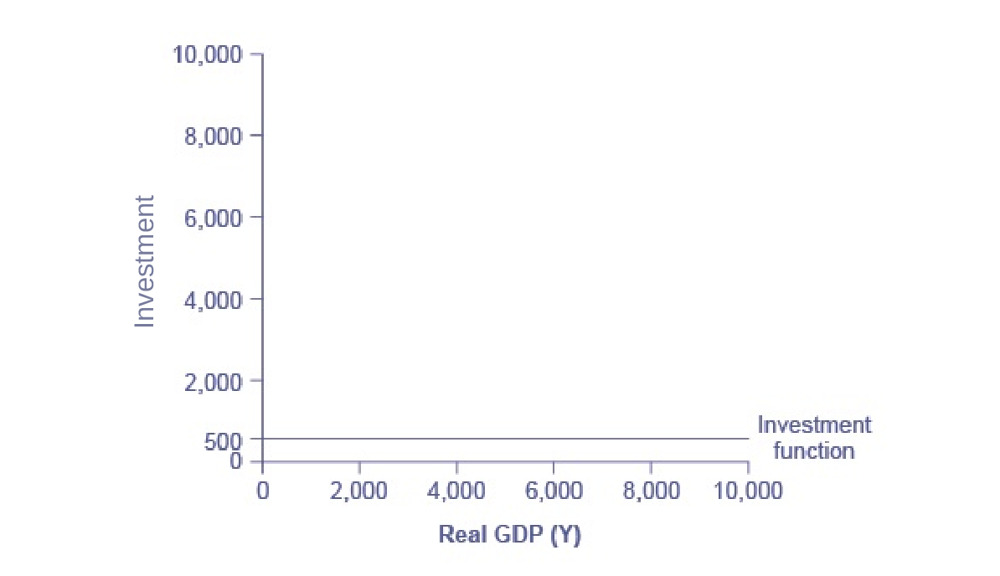 10,000
8,000
6,000
4,000
2,000
500
0
Investment
Investment
function
0 2,000 4,000 6,000 8,000 10,000
Real GDP (Y)